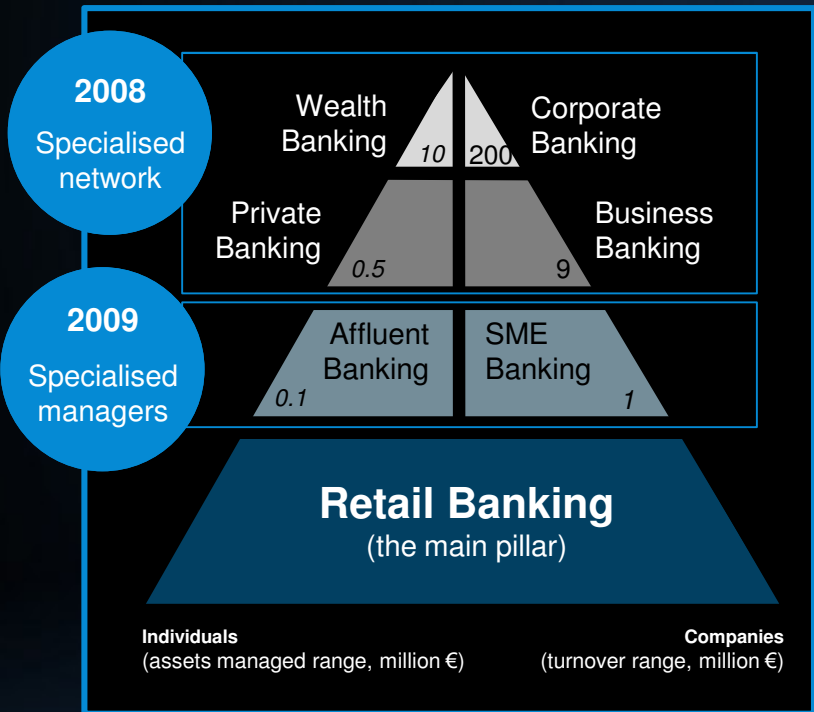 2008
Specialised
network
Wealth
Banking
10
200
Corporate
Banking
Private
Banking
0.5
9
Business
Banking
2009
Specialised
managers
Affluent
Banking
0.1
SME
Banking
1
Retail Banking
(the main pillar)
Individuals
(assets managed range, million €)
Companies
(turnover range, million €)